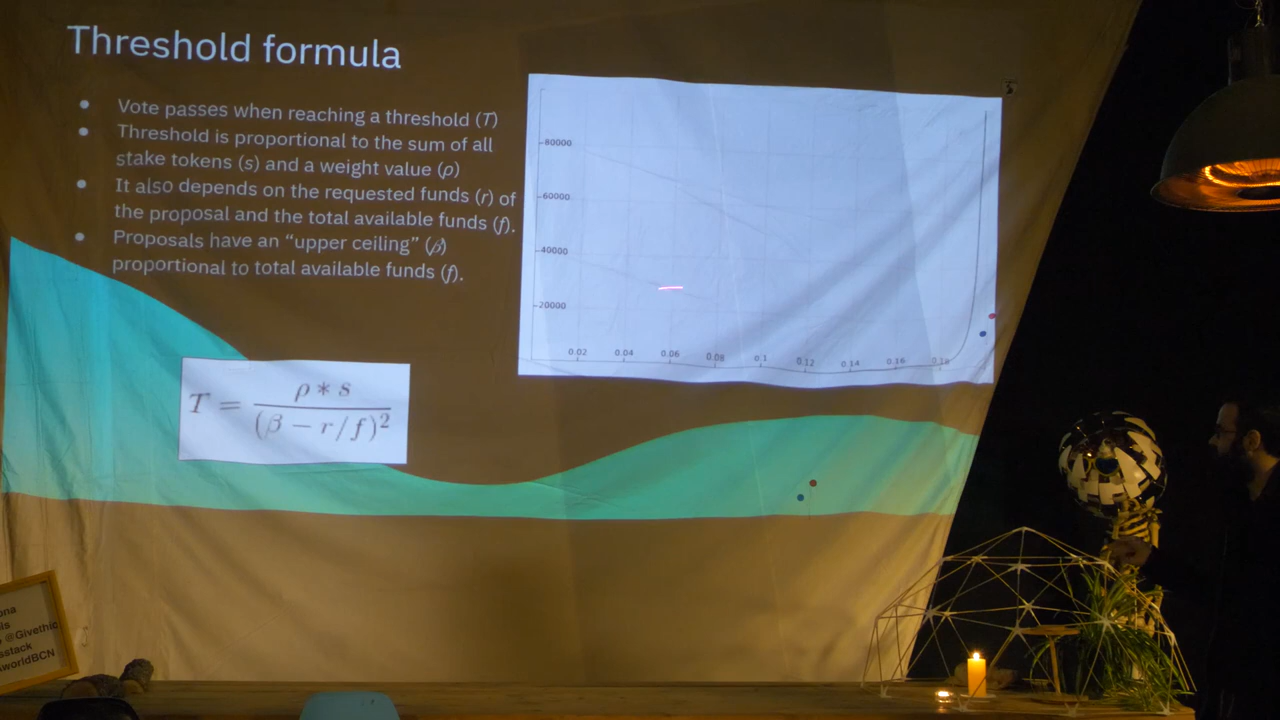 Threshold formula
● Vote passes when reaching a threshold (T)
● Threshold is proportional to the sum of all
stake tokens (s) and a weight value (ρ)
● It also depends on the requested funds (r) of
the proposal and the total available funds (f).
● Proposals have an “upper ceiling” (β)
proportional to total available funds (f).
80000
60000
40000
20000
0.02 0.04 0.06 0.08 0.1 0.12 0.14 0.16 0.18
T = ρ * s / (β − r/f)²
@Givethic
sstack
worldBCN